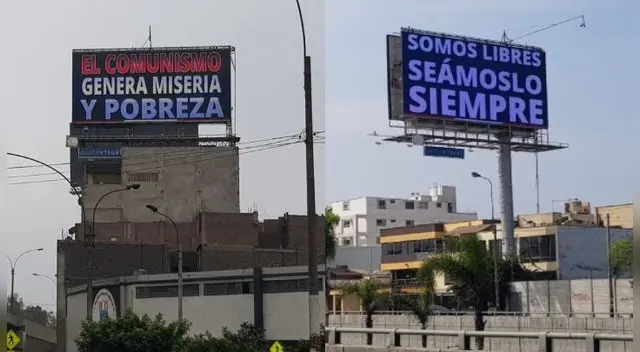 EL COMUNISMO
GENERA MISERIA
Y POBREZA
SOMOS LIBRES
SEÁMOSLO
SIEMPRE